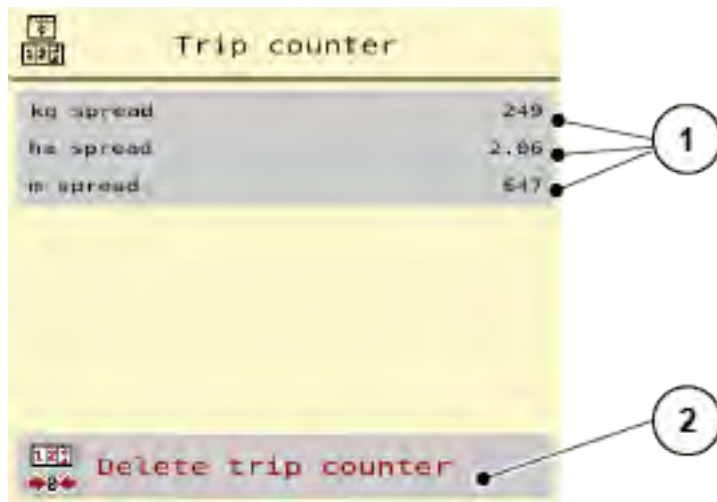 Trip counter
kg spread 249
ha spread 2.06
m spread 647
1
2
Delete trip counter